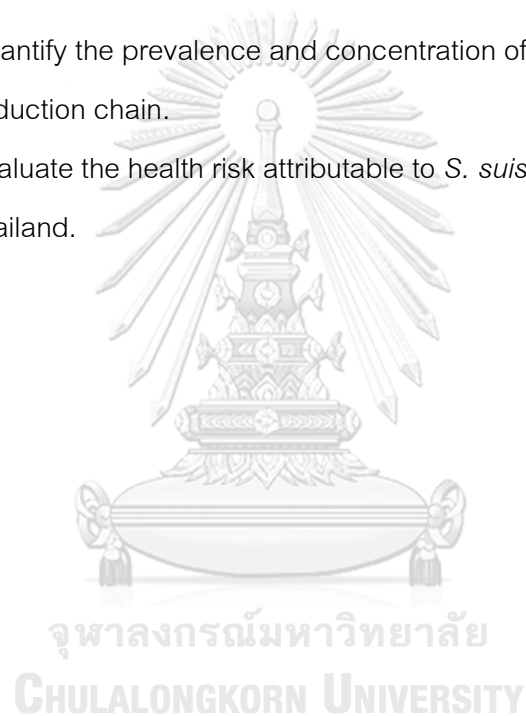 antify the prevalence and concentration of
duction chain.
aluate the health risk attributable to S. suis
ailand.
จุฬาลงกรณ์มหาวิทยาลัย
CHULALONGKORN UNIVERSITY